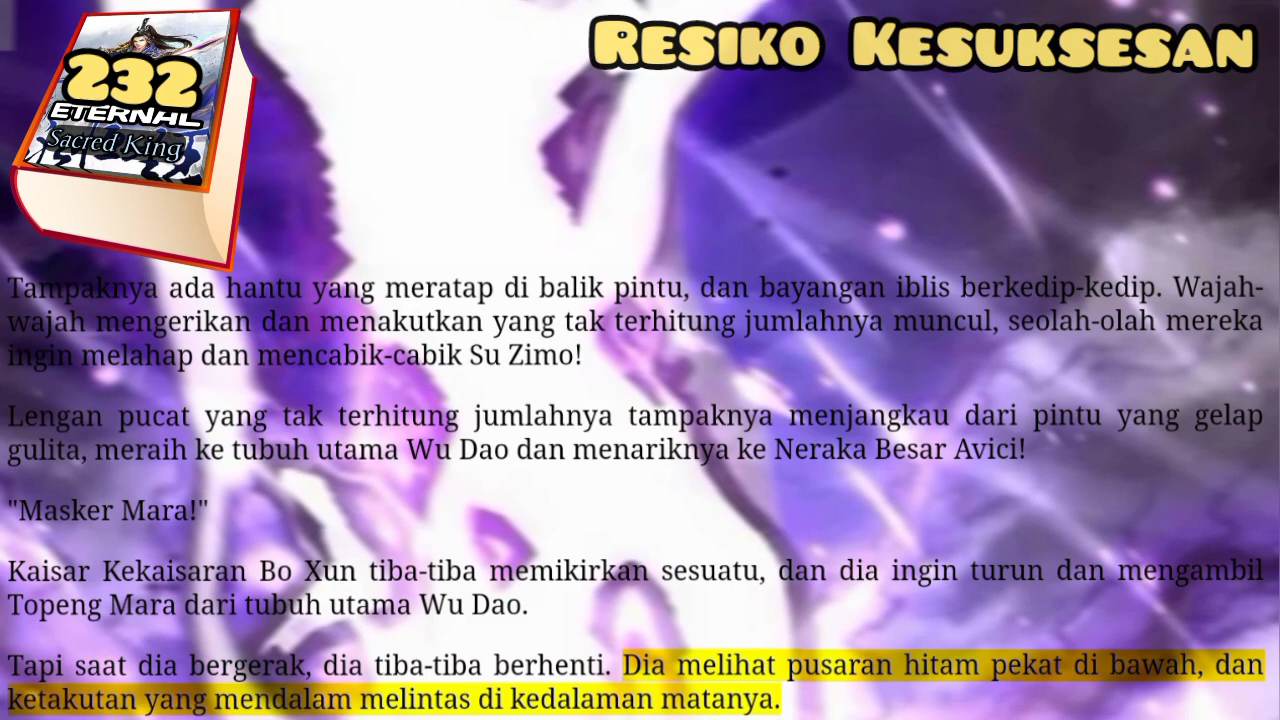 Resiko Kesuksesan
232
ETERNAL
Sacred King
Tampaknya ada hantu yang meratap di balik pintu, dan bayangan iblis berkedip-kedip. Wajah-
wajah mengerikan dan menakutkan yang tak terhitung jumlahnya muncul, seolah-olah mereka
ingin melahap dan mencabik-cabik Su Zimo!
Lengan pucat yang tak terhitung jumlahnya tampaknya menjangkau dari pintu yang gelap
gulita, meraih ke tubuh utama Wu Dao dan menariknya ke Neraka Besar Avici!
"Masker Mara!"
Kaisar Kekaisaran Bo Xun tiba-tiba memikirkan sesuatu, dan dia ingin turun dan mengambil
Topeng Mara dari tubuh utama Wu Dao.
Tapi saat dia bergerak, dia tiba-tiba berhenti. Dia melihat pusaran hitam pekat di bawah, dan
ketakutan yang mendalam melintas di kedalaman matanya.